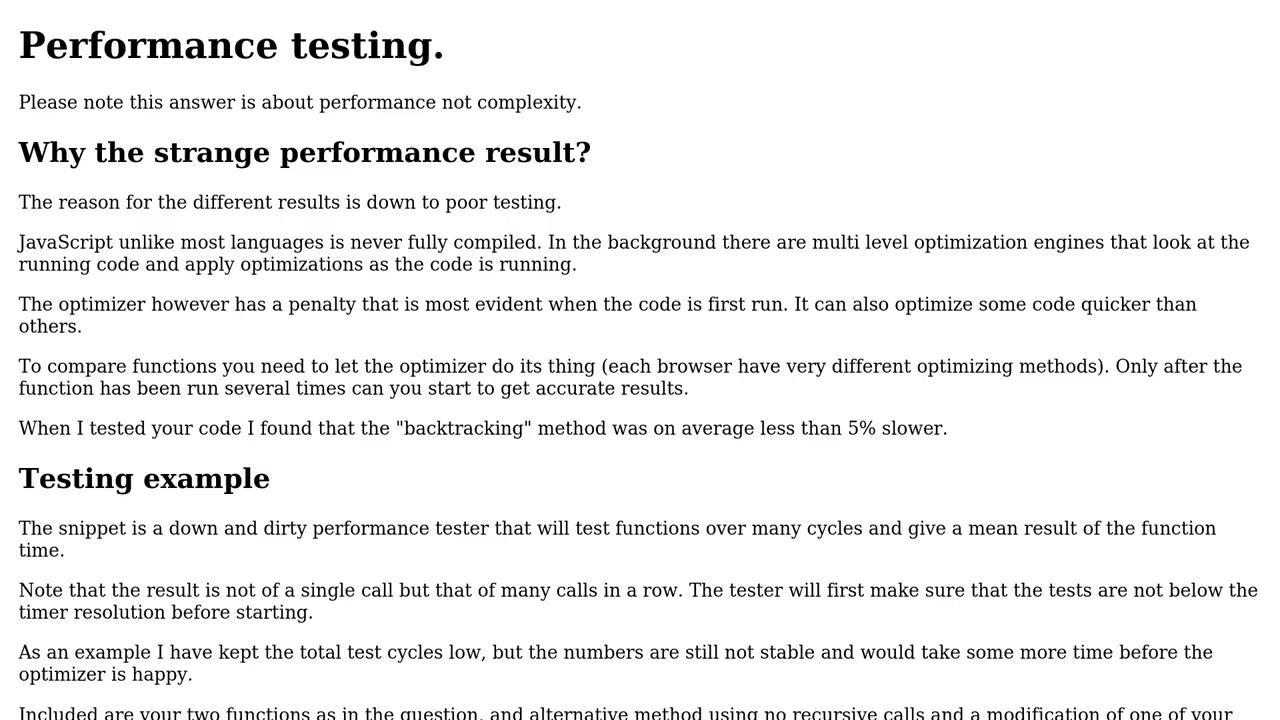 Performance testing.
Please note this answer is about performance not complexity.
Why the strange performance result?
The reason for the different results is down to poor testing.
JavaScript unlike most languages is never fully compiled. In the background there are multi level optimization engines that look at the
running code and apply optimizations as the code is running.
The optimizer however has a penalty that is most evident when the code is first run. It can also optimize some code quicker than
others.
To compare functions you need to let the optimizer do its thing (each browser have very different optimizing methods). Only after the
function has been run several times can you start to get accurate results.
When I tested your code I found that the "backtracking" method was on average less than 5% slower.
Testing example
The snippet is a down and dirty performance tester that will test functions over many cycles and give a mean result of the function
time.
Note that the result is not of a single call but that of many calls in a row. The tester will first make sure that the tests are not below the
timer resolution before starting.
As an example I have kept the total test cycles low, but the numbers are still not stable and would take some more time before the
optimizer is happy.
Included are your two functions as in the question, and alternative method using no recursive calls and a modification of one of your